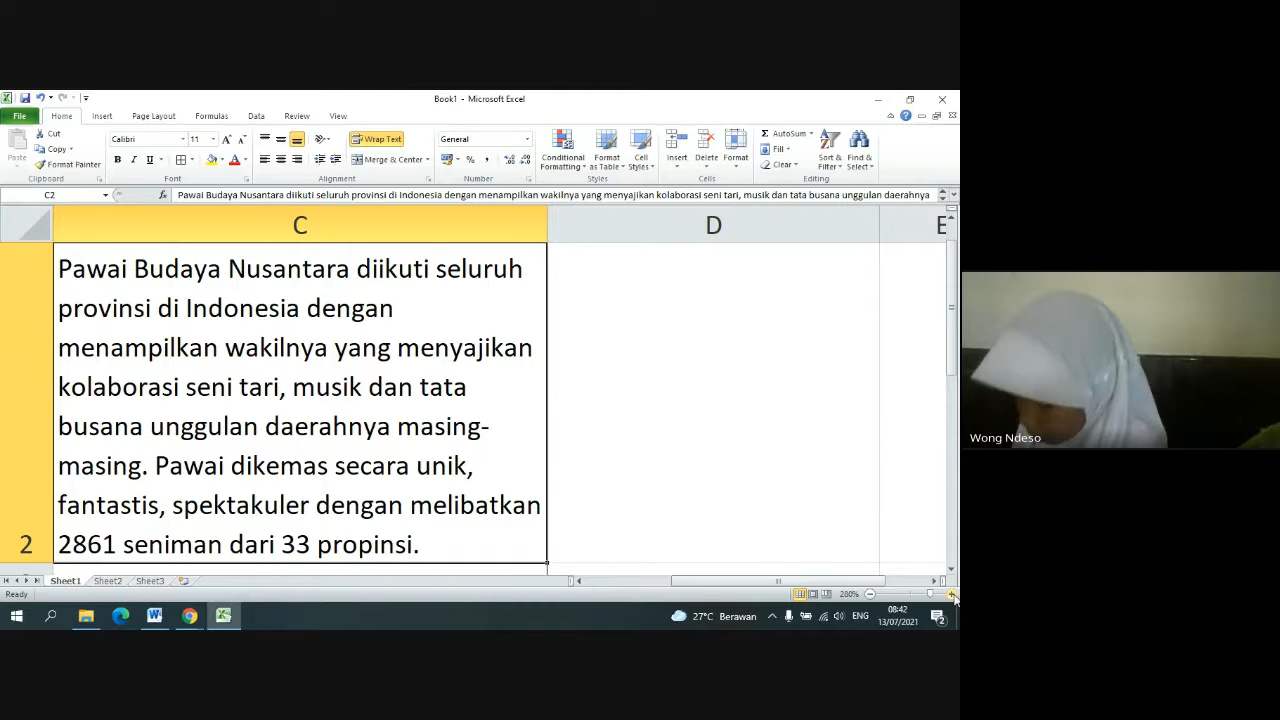 Book1 - Microsoft Excel
File Home Insert Page Layout Formulas Data Review View
Paste Cut Copy Format Painter Clipboard
Calibri 11 B I U Font
Wrap Text Merge & Center Alignment
General % , Number
Conditional Formatting Format as Table Cell Styles Styles
Insert Delete Format Cells
AutoSum Fill Clear Sort & Filter Find & Select Editing
C2 fx Pawai Budaya Nusantara diikuti seluruh provinsi di Indonesia dengan menampilkan wakilnya yang menyajikan kolaborasi seni tari, musik dan tata busana unggulan daerahnya
C D E
Pawai Budaya Nusantara diikuti seluruh
provinsi di Indonesia dengan
menampilkan wakilnya yang menyajikan
kolaborasi seni tari, musik dan tata
busana unggulan daerahnya masing-
masing. Pawai dikemas secara unik,
fantastis, spektakuler dengan melibatkan
2 2861 seniman dari 33 propinsi.
Sheet1 Sheet2 Sheet3
Ready 280%
27°C Berawan ENG 08:42
13/07/2021 2
Wong Ndeso